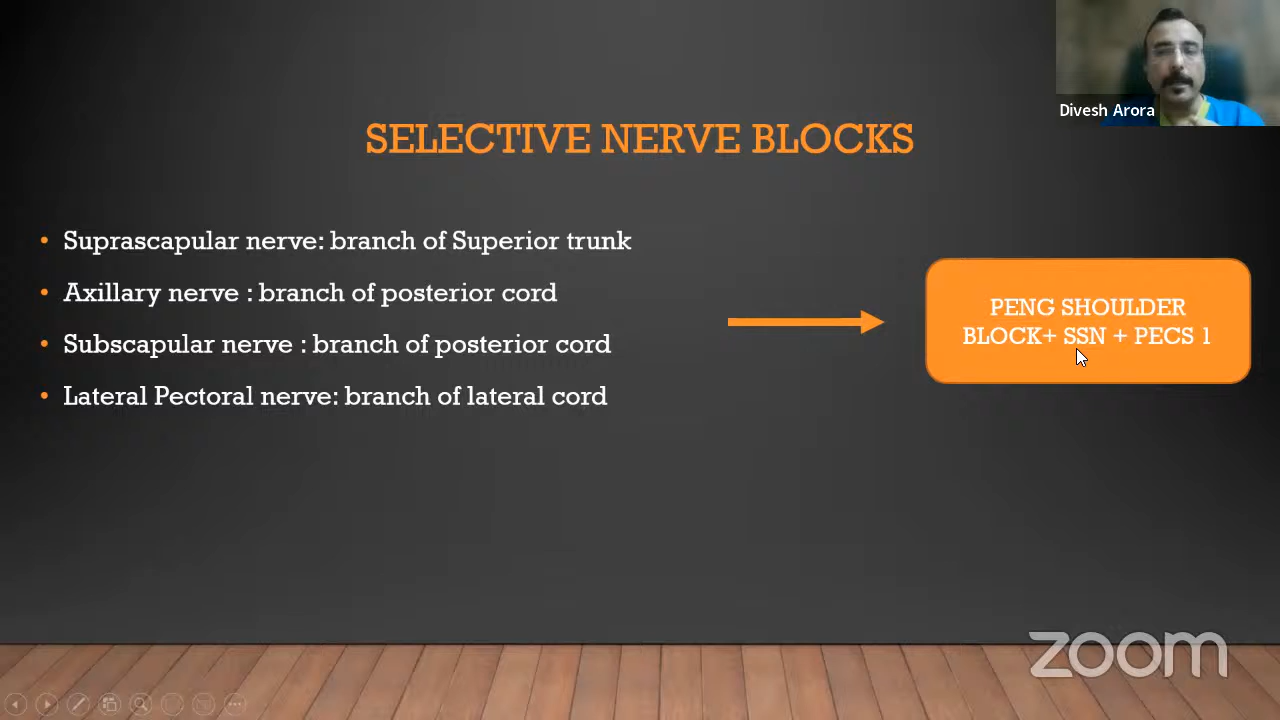 Divesh Arora
SELECTIVE NERVE BLOCKS
• Suprascapular nerve: branch of Superior trunk
• Axillary nerve : branch of posterior cord
• Subscapular nerve : branch of posterior cord
• Lateral Pectoral nerve: branch of lateral cord
PENG SHOULDER
BLOCK+ SSN + PECS 1
zoom